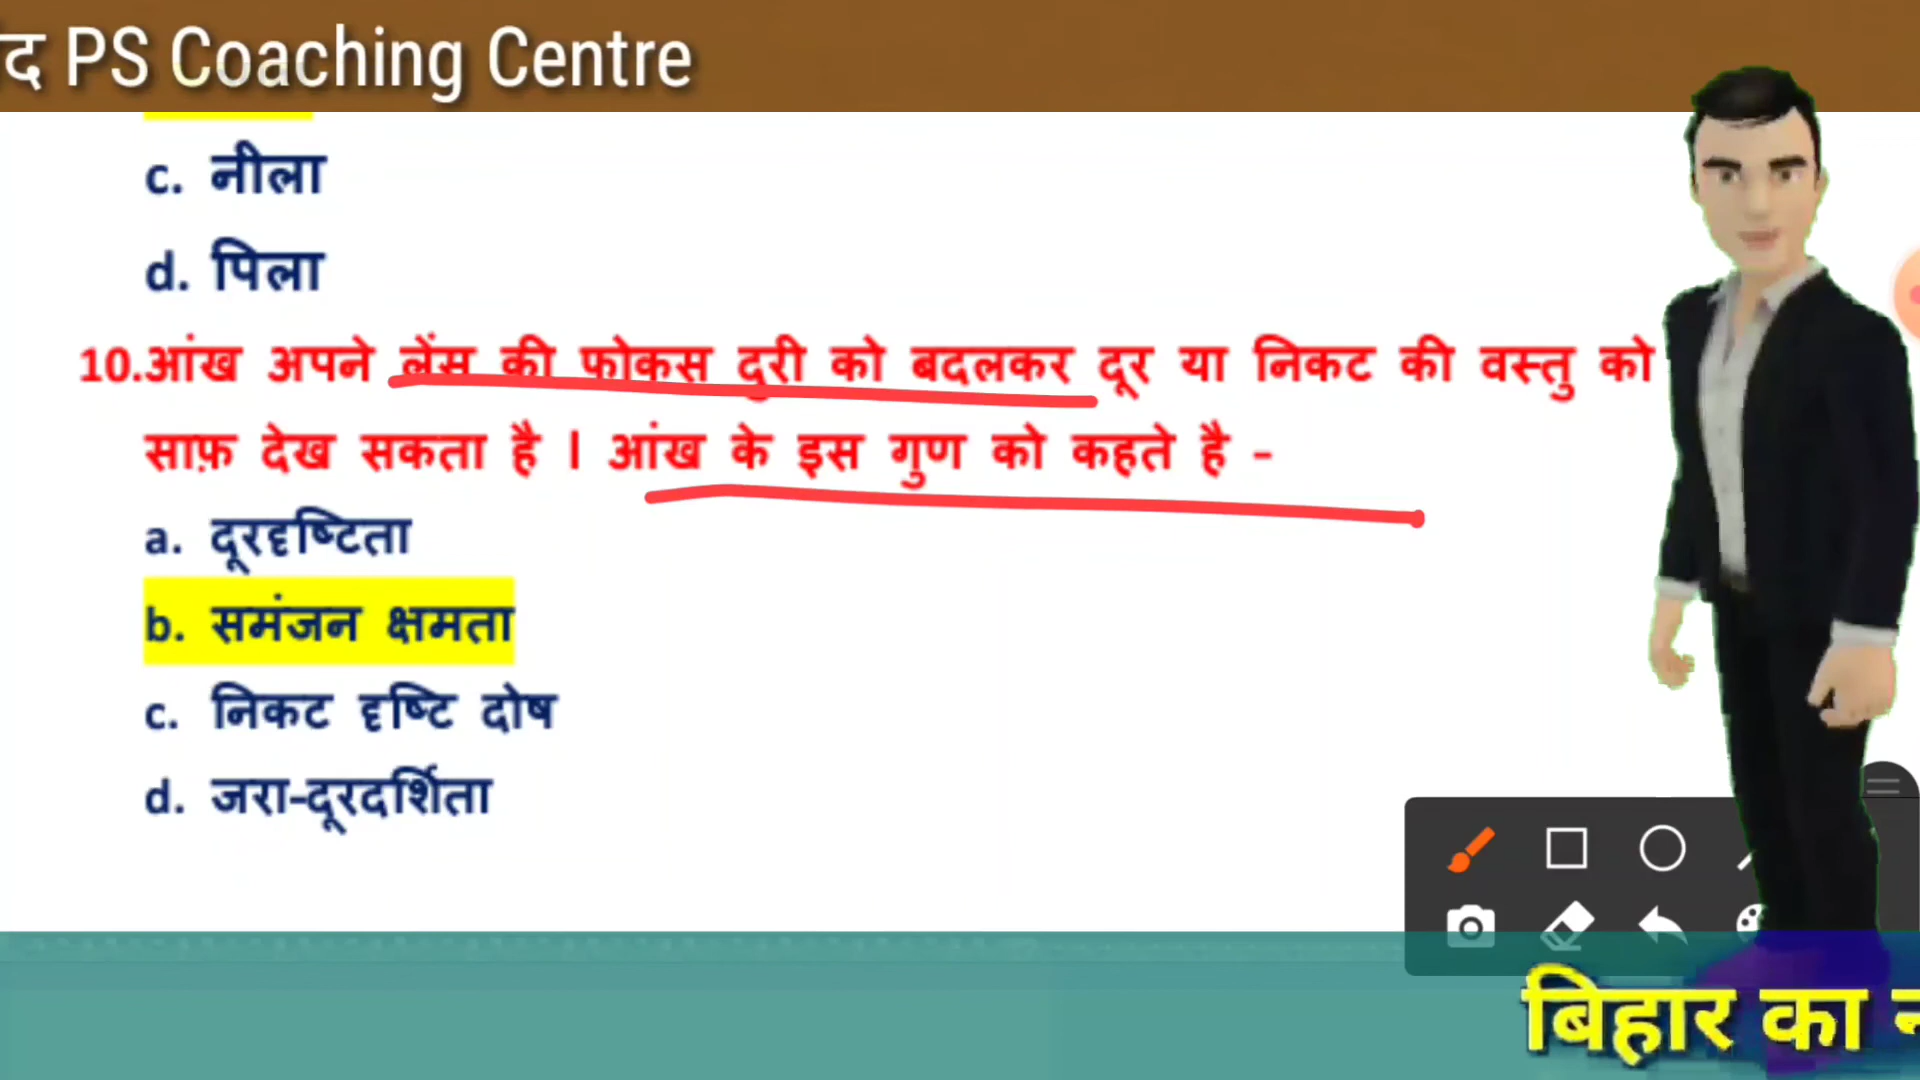 PS Coaching Centre
c. नीला
d. पिला
10.आंख अपने लेंस की फोकस दुरी को बदलकर दूर या निकट की वस्तु को
साफ़ देख सकता है । आंख के इस गुण को कहते है -
a. दूरदृष्टिता
b. समंजन क्षमता
c. निकट दृष्टि दोष
d. जरा-दूरदर्शिता
बिहार का